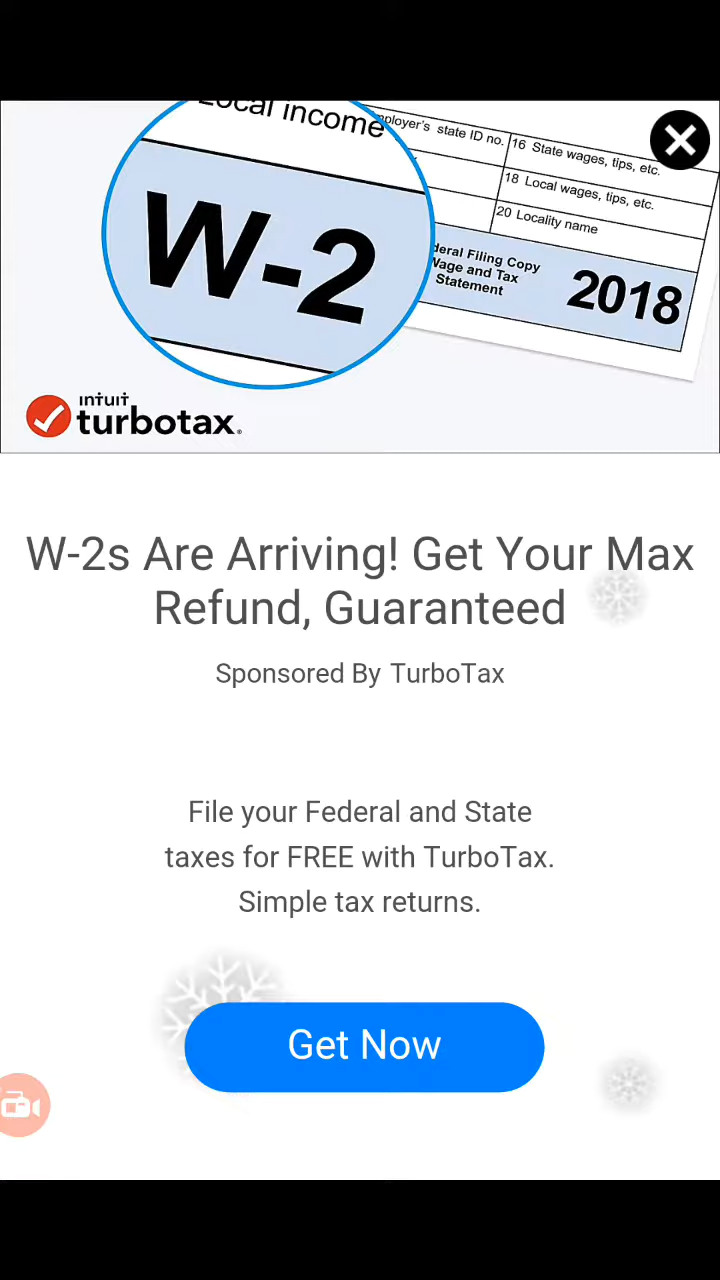 Local income
W-2
ployer's state ID no.
16 State wages, tips, etc.
18 Local wages, tips, etc.
20 Locality name
deral Filing Copy
Wage and Tax
Statement
2018
intuit
turbotax.
W-2s Are Arriving! Get Your Max
Refund, Guaranteed
Sponsored By TurboTax
File your Federal and State
taxes for FREE with TurboTax.
Simple tax returns.
Get Now